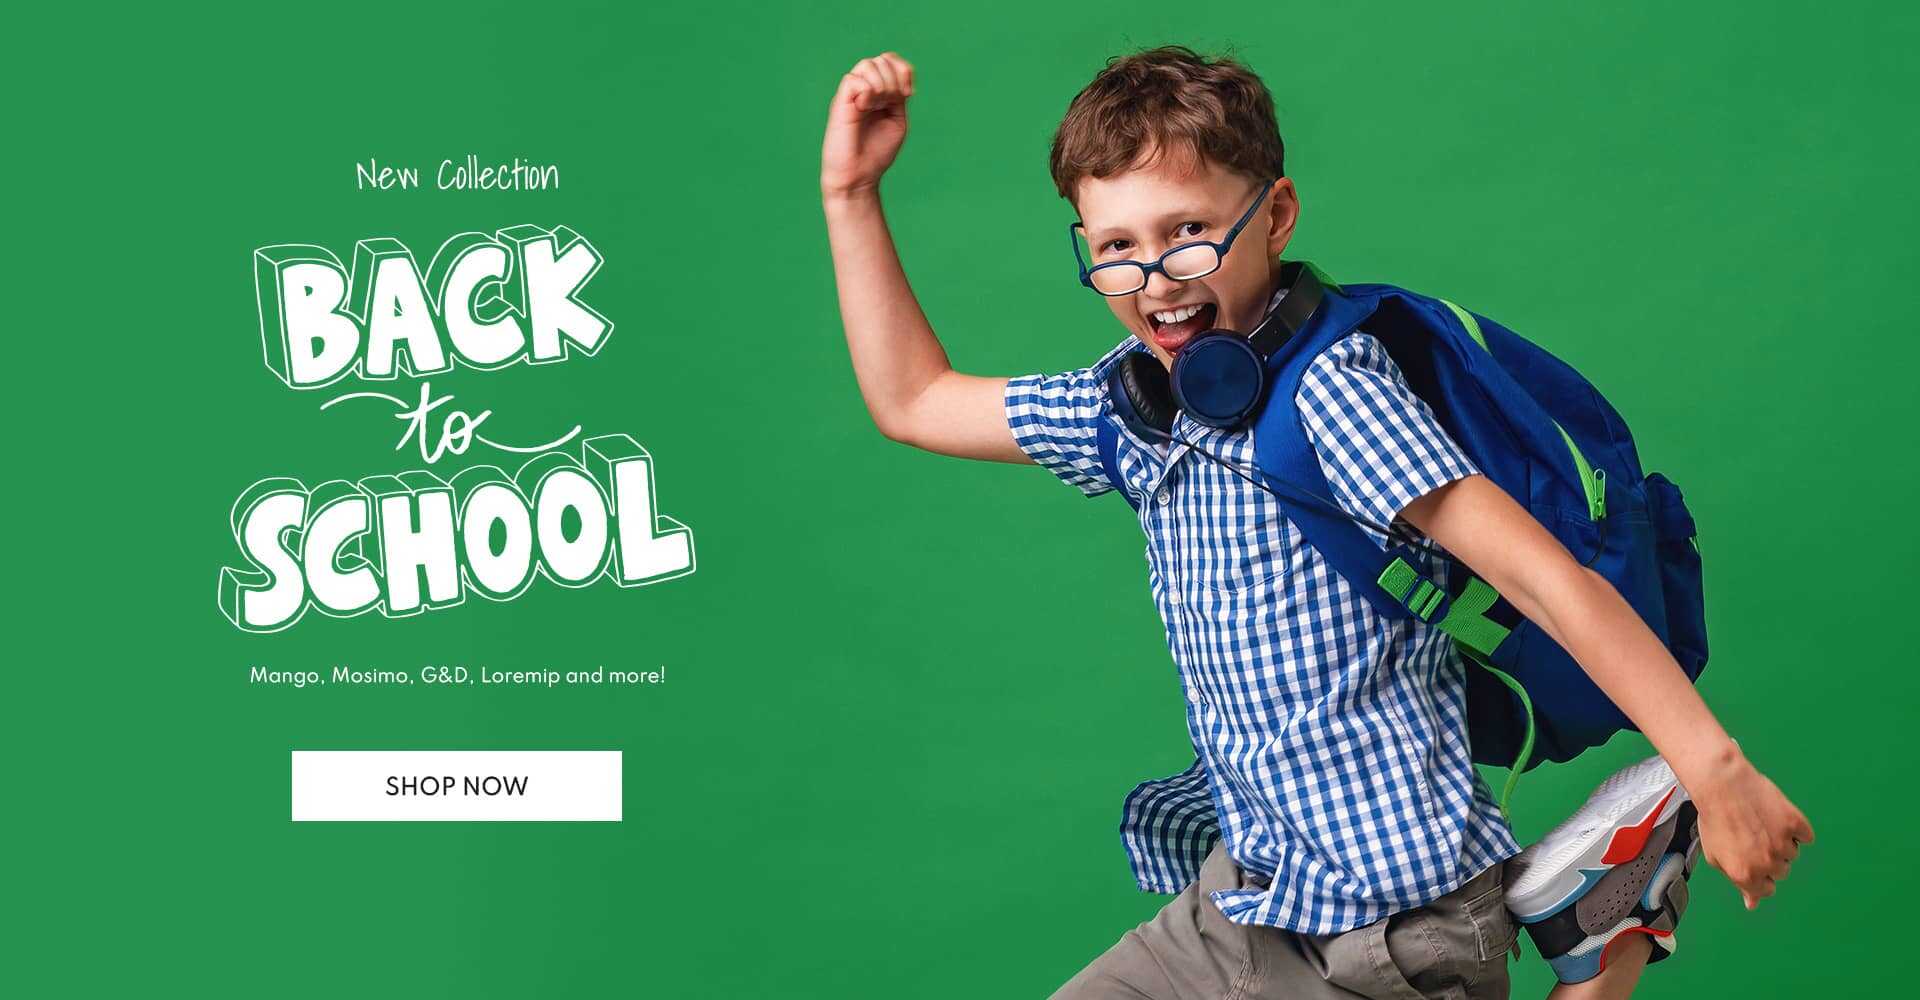 New Collection
BACK
to
SCHOOL
Mango, Mosimo, G&D, Loremip and more!
SHOP NOW